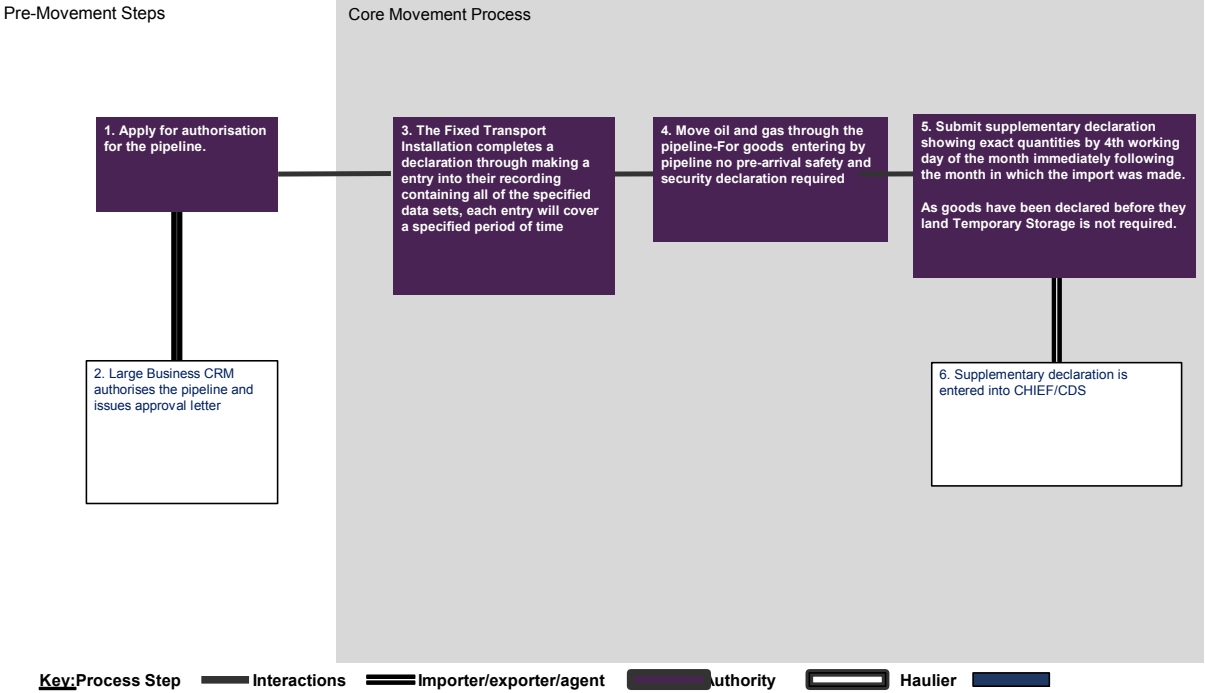 Pre-Movement Steps
Core Movement Process
1. Apply for authorisation
for the pipeline.
3. The Fixed Transport
Installation completes a
declaration through making a
entry into their recording
containing all of the specified
data sets, each entry will cover
a specified period of time
4. Move oil and gas through the
pipeline-For goods entering by
pipeline no pre-arrival safety and
security declaration required
5. Submit supplementary declaration
showing exact quantities by 4th working
day of the month immediately following
the month in which the import was made.
As goods have been declared before they
land Temporary Storage is not required.
2. Large Business CRM
authorises the pipeline and
issues approval letter
6. Supplementary declaration is
entered into CHIEF/CDS
Key:Process Step Interactions Importer/exporter/agent uthority Haulier